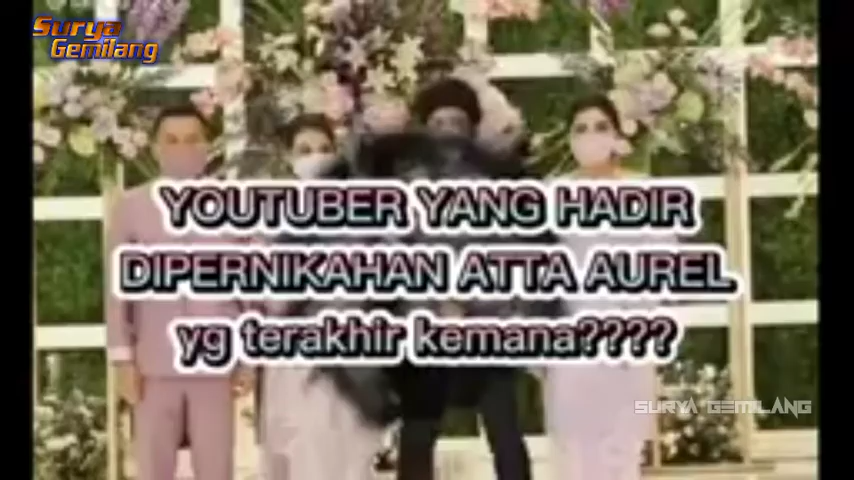 Surya
Gemilang
YOUTUBER YANG HADIR
DIPERNIKAHAN ATTA AUREL
yg terakhir kemana????
SURYA GEMILANG